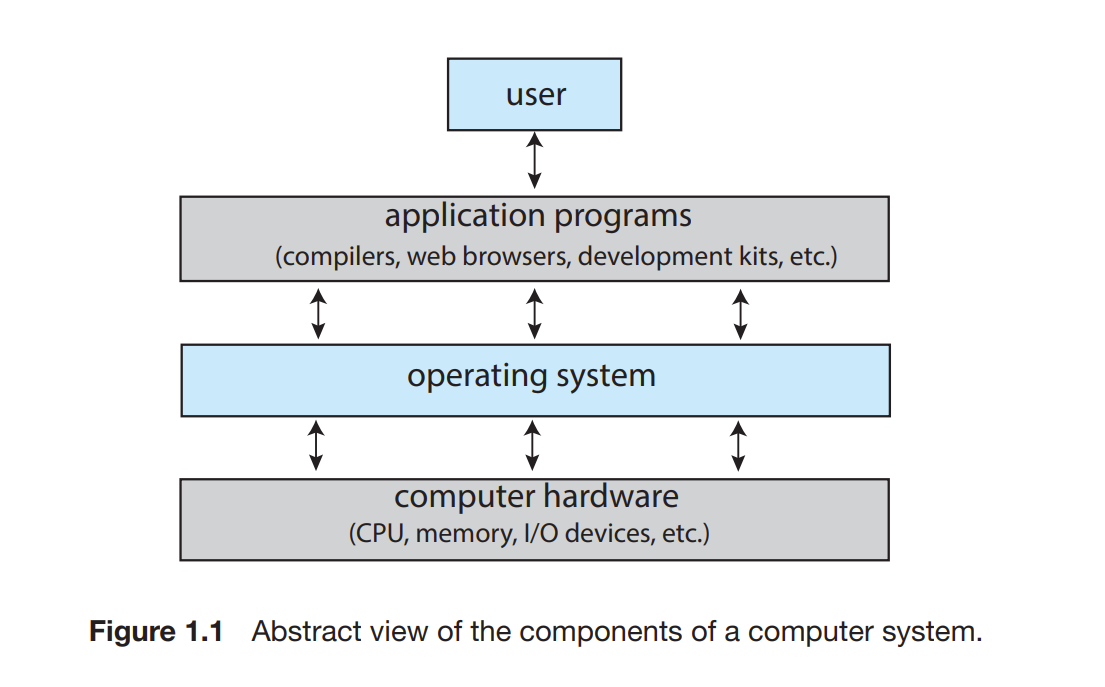 user
application programs
(compilers, web browsers, development kits, etc.)
operating system
computer hardware
(CPU, memory, I/O devices, etc.)
Figure 1.1 Abstract view of the components of a computer system.